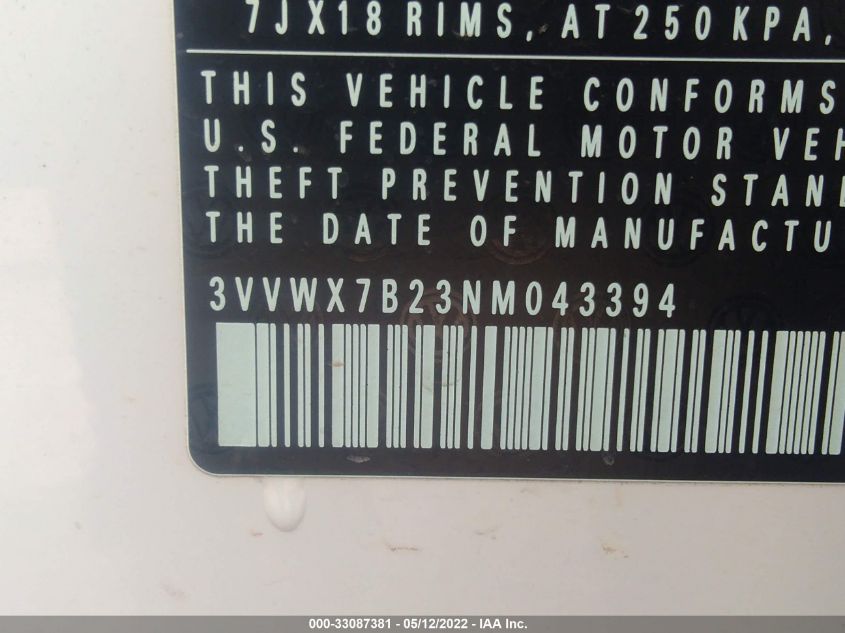 7JX18 RIMS, AT 250 KPA,
THIS VEHICLE CONFORMS
U.S. FEDERAL MOTOR VEH
THEFT PREVENTION STAND
THE DATE OF MANUFACTU
3VVWX7B23NM043394
000-33087381 - 05/12/2022 - IAA Inc.